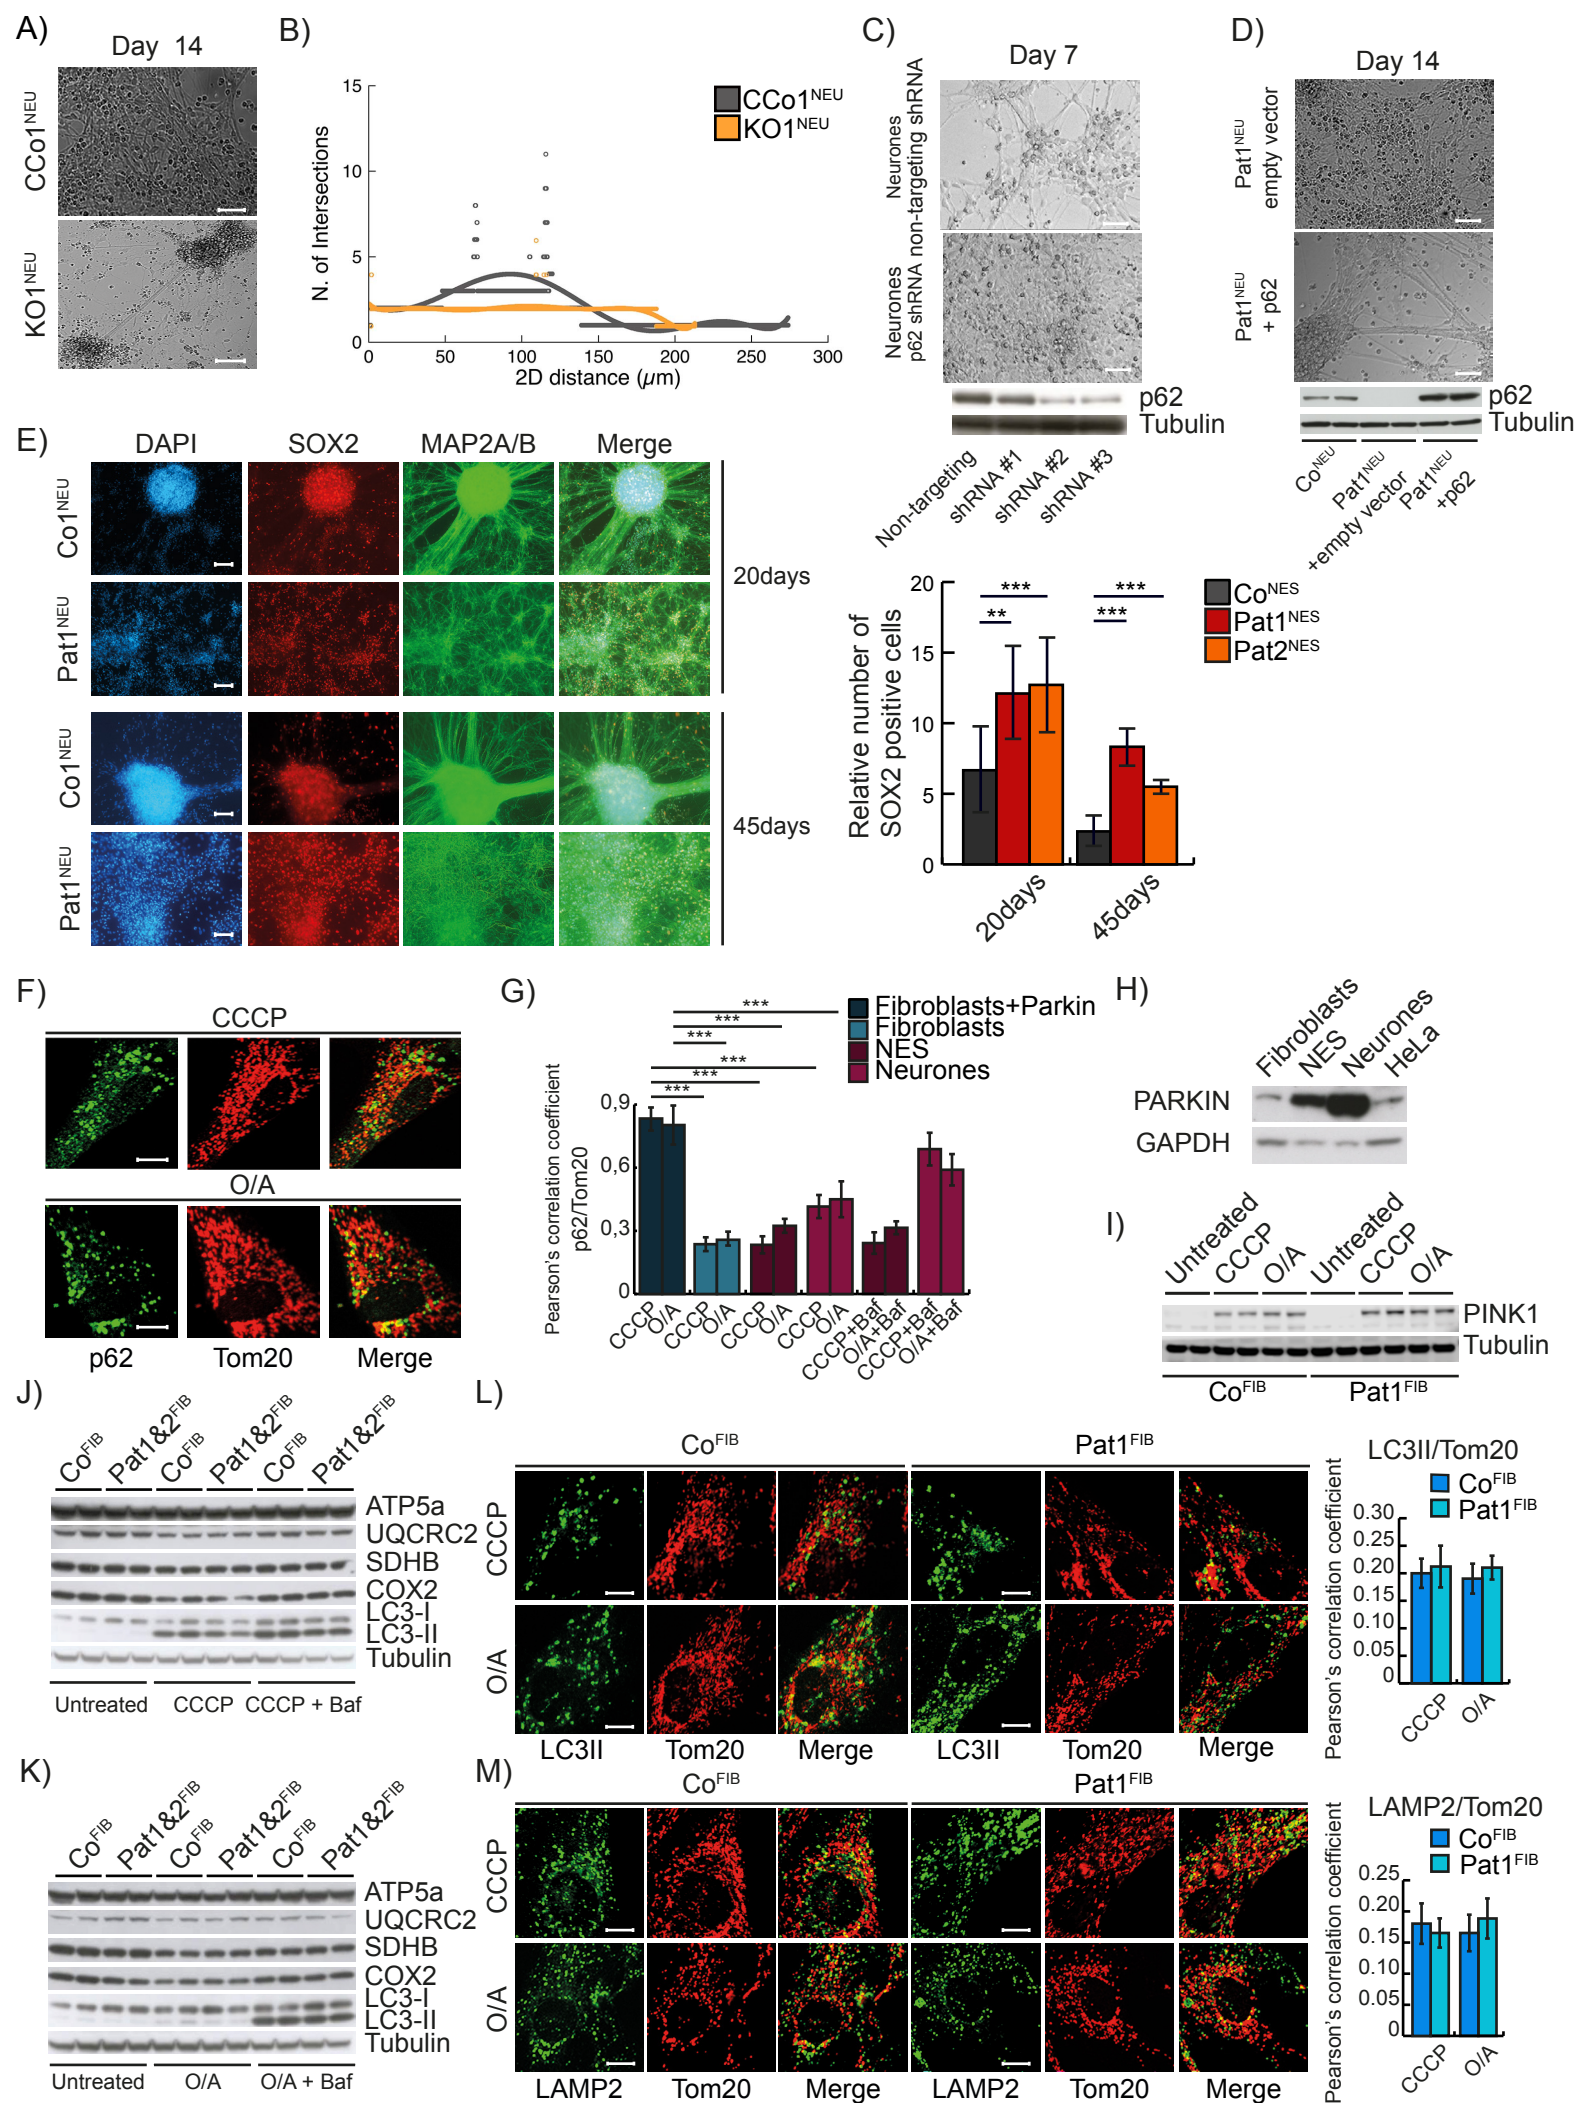 A)
Day 14
CCo1NEU
KO1NEU
B)
N. of Intersections
15
10
5
0
0 50 100 150 200 250 300
2D distance (µm)
CCo1NEU
KO1NEU
C)
Day 7
Neurones
non-targeting shRNA
Neurones
p62 shRNA
p62
Tubulin
Non-targeting
shRNA #1
shRNA #2
shRNA #3
D)
Day 14
Pat1NEU
empty vector
Pat1NEU
+ p62
p62
Tubulin
CoNEU
Pat1NEU
+empty vector
Pat1NEU
+p62
E)
DAPI SOX2 MAP2A/B Merge
Co1NEU
Pat1NEU
20days
Co1NEU
Pat1NEU
45days
Relative number of
SOX2 positive cells
20
15
10
5
0
*** ***
** ***
20days
45days
CoNES
Pat1NES
Pat2NES
F)
CCCP
O/A
p62 Tom20 Merge
G)
Pearson's correlation coefficient
p62/Tom20
0,9
0,6
0,3
0
***
***
***
***
***
***
Fibroblasts+Parkin
Fibroblasts
NES
Neurones
CCCP
O/A
CCCP
O/A
CCCP
O/A
CCCP
O/A
CCCP+Baf
O/A+Baf
CCCP+Baf
O/A+Baf
H)
Fibroblasts
NES
Neurones
HeLa
PARKIN
GAPDH
I)
Untreated
CCCP
O/A
Untreated
CCCP
O/A
PINK1
Tubulin
CoFIB Pat1FIB
J)
CoFIB
Pat1&2FIB
CoFIB
Pat1&2FIB
CoFIB
Pat1&2FIB
ATP5a
UQCRC2
SDHB
COX2
LC3-I
LC3-II
Tubulin
Untreated CCCP CCCP + Baf
K)
CoFIB
Pat1&2FIB
CoFIB
Pat1&2FIB
CoFIB
Pat1&2FIB
ATP5a
UQCRC2
SDHB
COX2
LC3-I
LC3-II
Tubulin
Untreated O/A O/A + Baf
L)
CoFIB Pat1FIB
CCCP
O/A
LC3II Tom20 Merge LC3II Tom20 Merge
LC3II/Tom20
CoFIB
Pat1FIB
Pearson's correlation coefficient
0.30
0.25
0.20
0.15
0.10
0.05
0
CCCP
O/A
M)
CoFIB Pat1FIB
CCCP
O/A
LAMP2 Tom20 Merge LAMP2 Tom20 Merge
LAMP2/Tom20
CoFIB
Pat1FIB
Pearson's correlation coefficient
0.25
0.20
0.15
0.10
0.05
0
CCCP
O/A